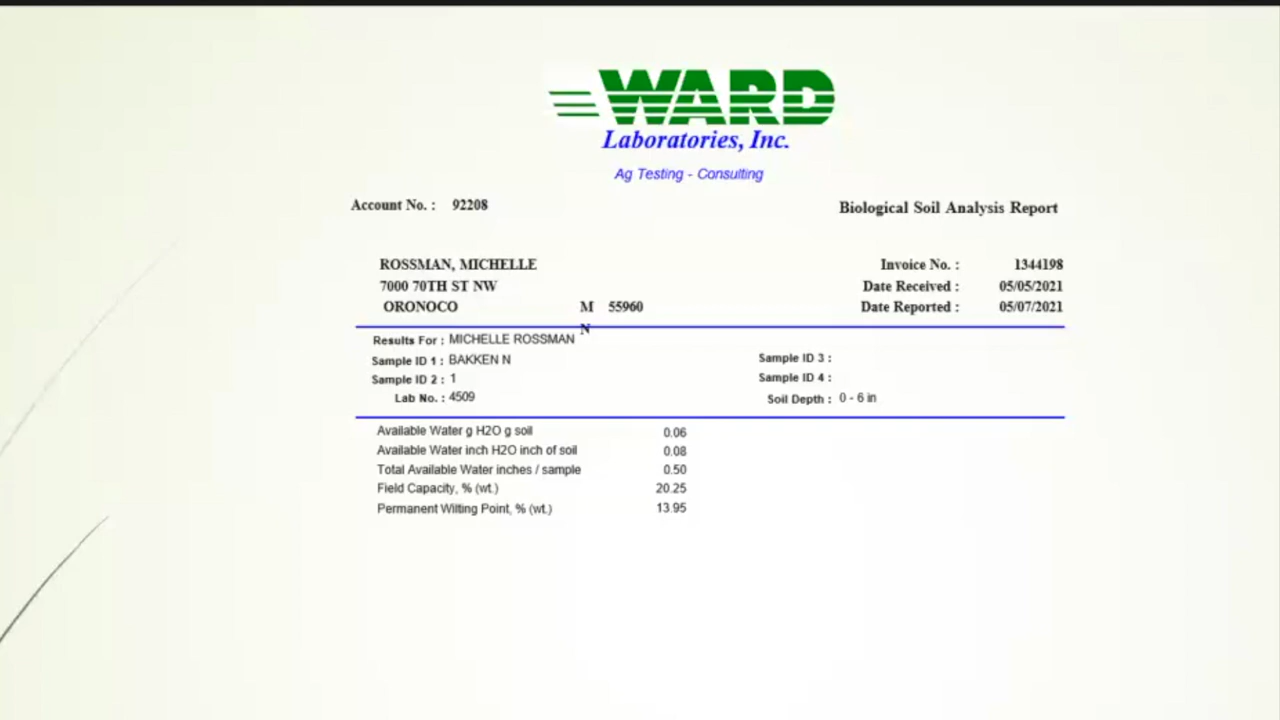 WARD
Laboratories, Inc.
Ag Testing - Consulting
Account No. : 92208
Biological Soil Analysis Report
ROSSMAN, MICHELLE
7000 70TH ST NW
ORONOCO MN 55960
Invoice No. : 1344198
Date Received : 05/05/2021
Date Reported : 05/07/2021
Results For : MICHELLE ROSSMAN
Sample ID 1 : BAKKEN N
Sample ID 2 : 1
Lab No. : 4509
Sample ID 3 :
Sample ID 4 :
Soil Depth : 0 - 6 in
Available Water g H2O g soil 0.06
Available Water inch H2O inch of soil 0.08
Total Available Water inches / sample 0.50
Field Capacity, % (wt.) 20.25
Permanent Wilting Point, % (wt.) 13.95